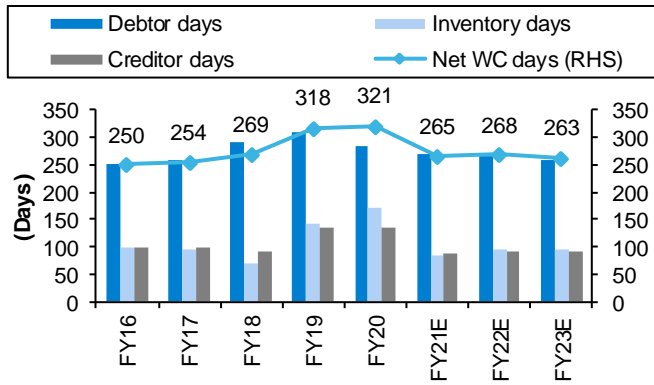 Debtor days Inventory days
Creditor days Net WC days (RHS)
(Days)
350 350
300 300
250 250
200 200
150 150
100 100
50 50
0 0
250 254 269 318 321 265 268 263
FY16 FY17 FY18 FY19 FY20 FY21E FY22E FY23E